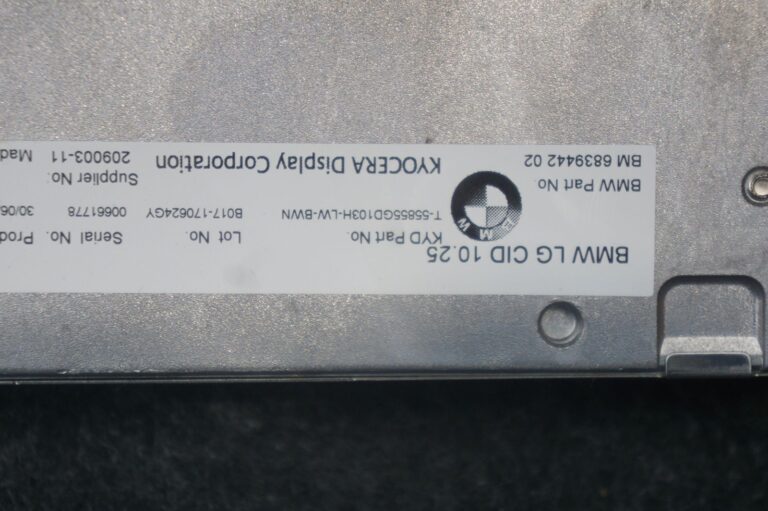 BMW LG CID 10.25
BMW
KYD Part No. Lot No. Serial No. Prod
T-55855GD103H-LW-BWN B017-170624GY 00661778 30/06
BMW Part No. Supplier No.
BM 6839442 02 KYOCERA Display Corporation 209003-11 Mad